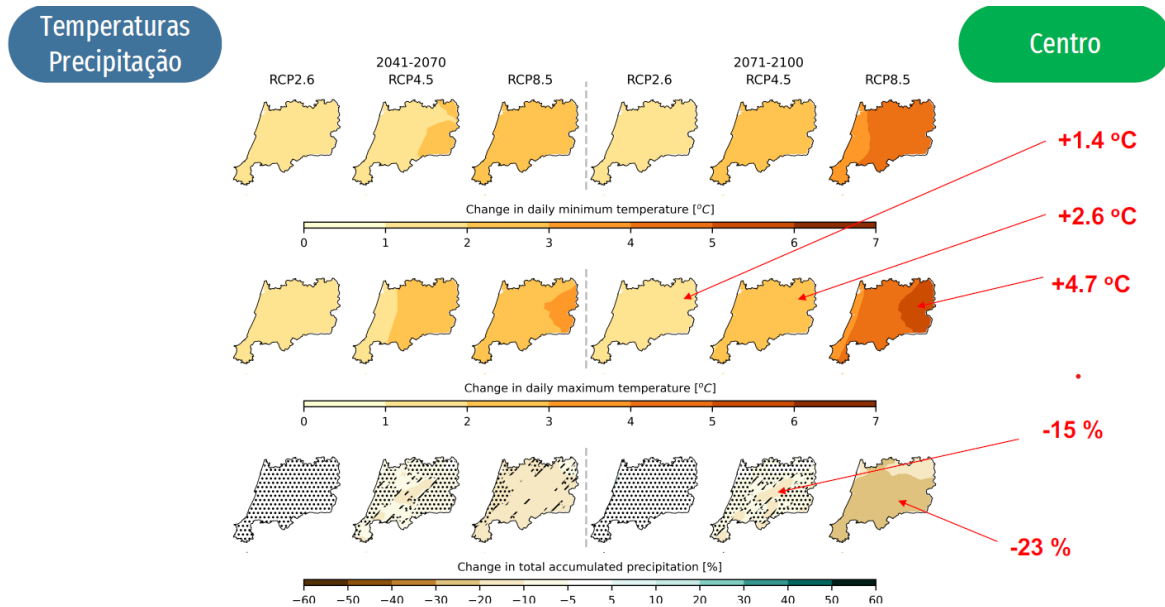 Temperaturas
Precipitação
Centro
2041-2070
2071-2100
RCP2.6 RCP4.5 RCP8.5 RCP2.6 RCP4.5 RCP8.5
+1.4 ºC
+2.6 ºC
Change in daily minimum temperature [°C]
0 1 2 3 4 5 6 7
+4.7 ºC
Change in daily maximum temperature [°C]
0 1 2 3 4 5 6 7
-15 %
-23 %
Change in total accumulated precipitation [%]
−60 −50 −40 −30 −20 −10 −5 5 10 20 30 40 50 60